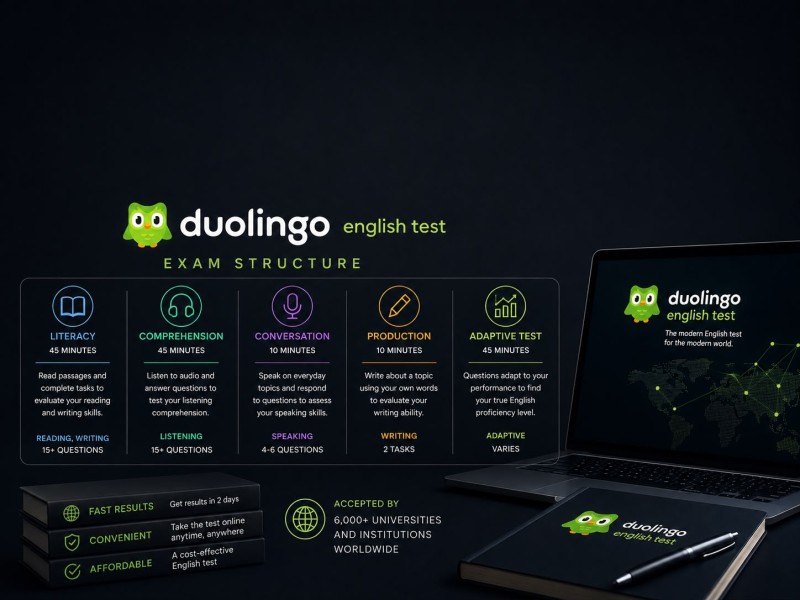 duolingo english test
EXAM STRUCTURE
LITERACY
45 MINUTES
Read passages and
complete tasks to
evaluate your reading
and writing skills.
READING, WRITING
15+ QUESTIONS
COMPREHENSION
45 MINUTES
Listen to audio and
answer questions to
test your listening
comprehension.
LISTENING
15+ QUESTIONS
CONVERSATION
10 MINUTES
Speak on everyday
topics and respond
to questions to assess
your speaking skills.
SPEAKING
4-6 QUESTIONS
PRODUCTION
10 MINUTES
Write about a topic
using your own words
to evaluate your
writing ability.
WRITING
2 TASKS
ADAPTIVE TEST
45 MINUTES
Questions adapt to your
performance to find
your true English
proficiency level.
ADAPTIVE
VARIES
duolingo
english test
The modern English test
for the modern world.
FAST RESULTS
Get results in 2 days
CONVENIENT
Take the test online
anytime, anywhere
AFFORDABLE
A cost-effective
English test
ACCEPTED BY
6,000+ UNIVERSITIES
AND INSTITUTIONS
WORLDWIDE
duolingo
english test